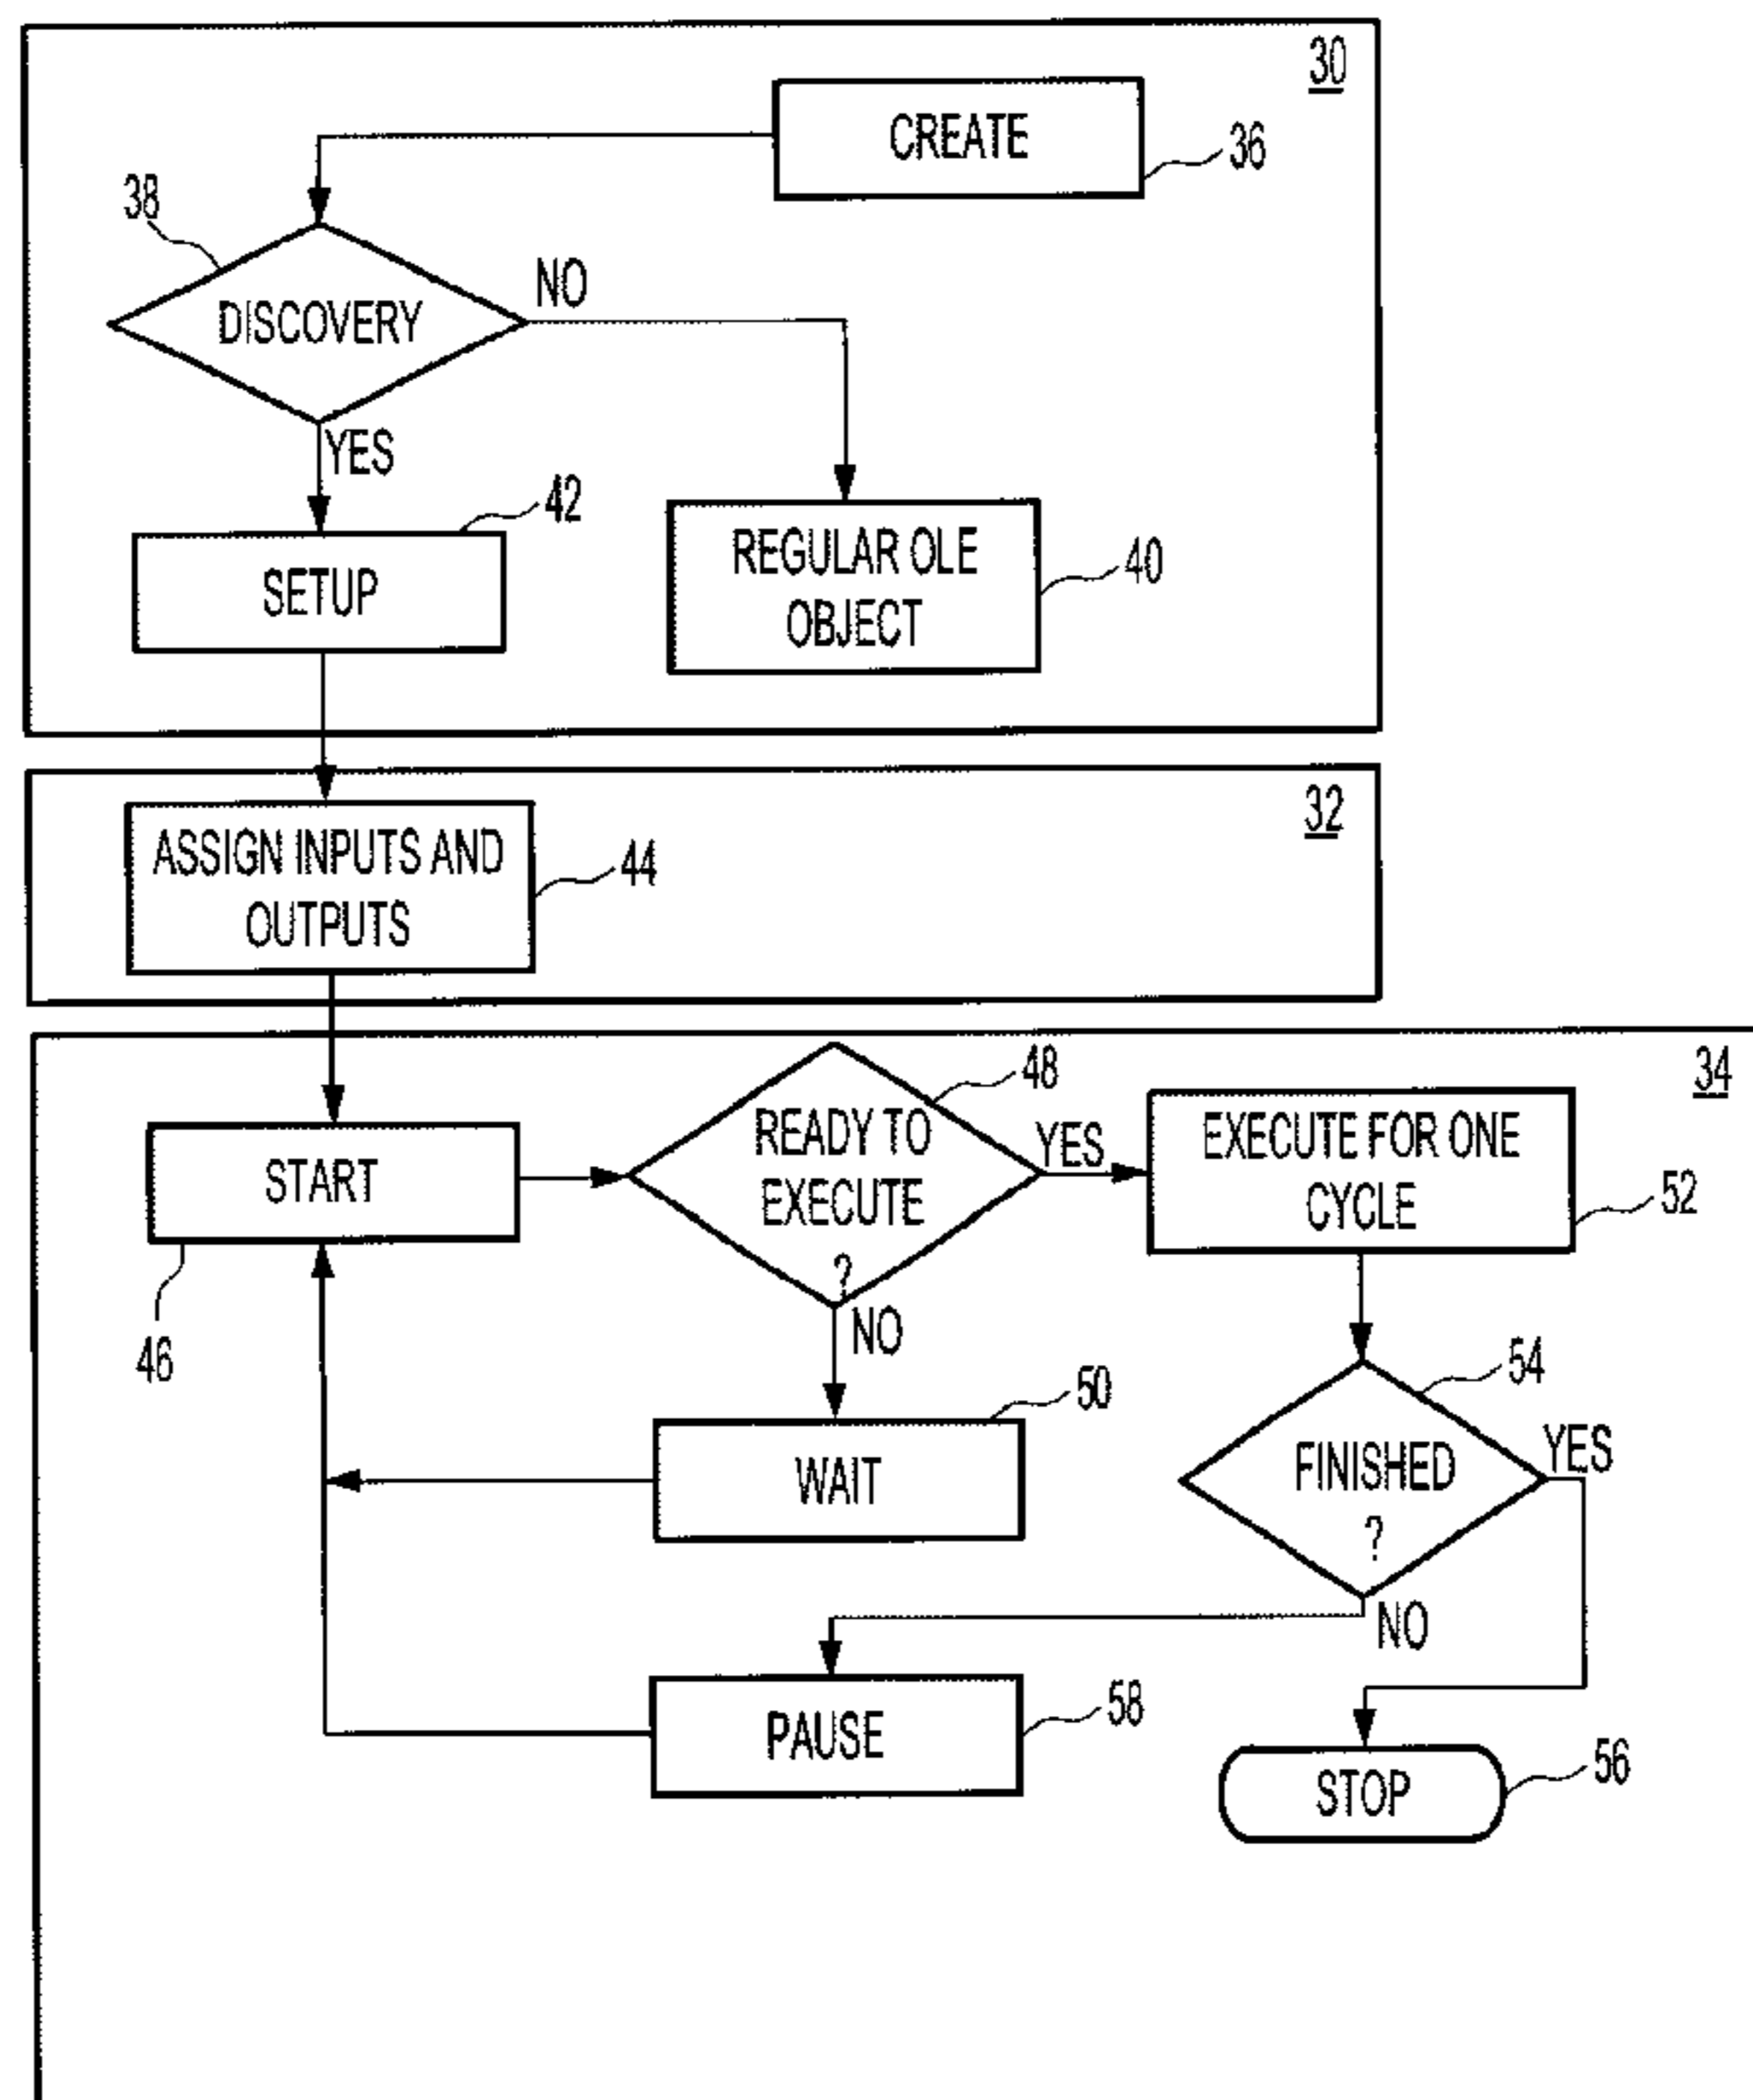 30
CREATE
36
38
DISCOVERY
NO
YES
42
SETUP
REGULAR OLE
OBJECT
40
32
ASSIGN INPUTS AND
OUTPUTS
44
34
48
READY TO
EXECUTE
?
YES
NO
EXECUTE FOR ONE
CYCLE
52
START
46
50
WAIT
54
FINISHED
?
YES
NO
PAUSE
58
STOP
56